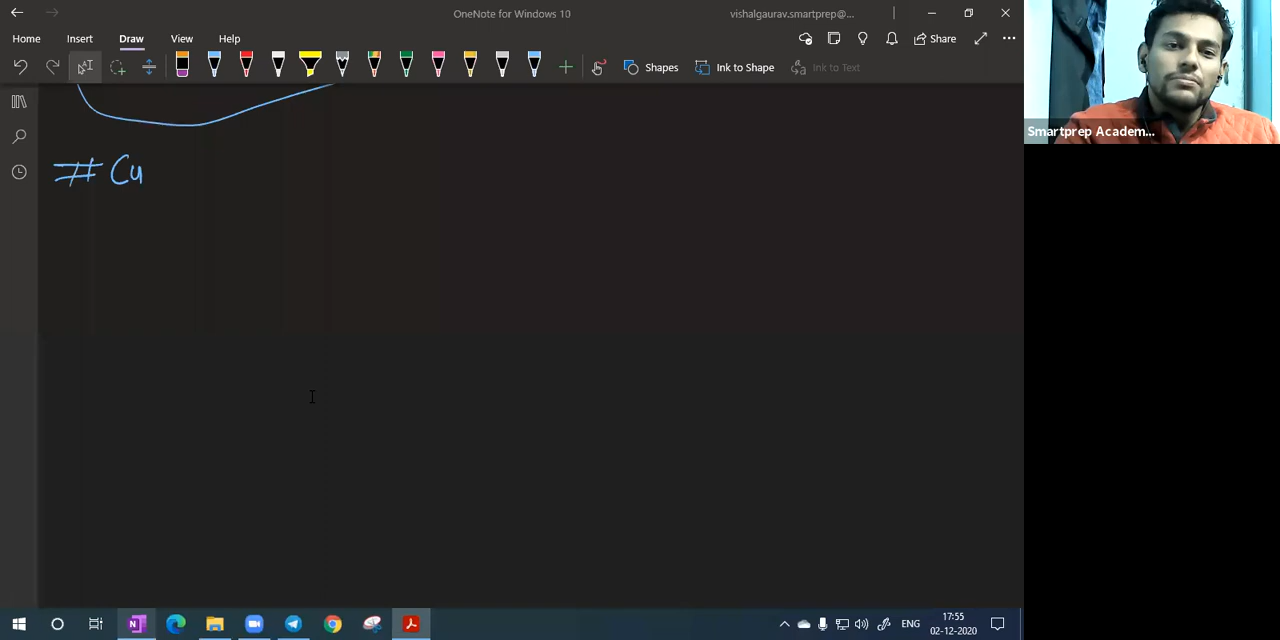 OneNote for Windows 10
vishalgaurav.smartprep@...
Home Insert Draw View Help
Share
Shapes
Ink to Shape
Ink to Text
Smartprep Academ...
# Cu
ENG
17:55
02-12-2020